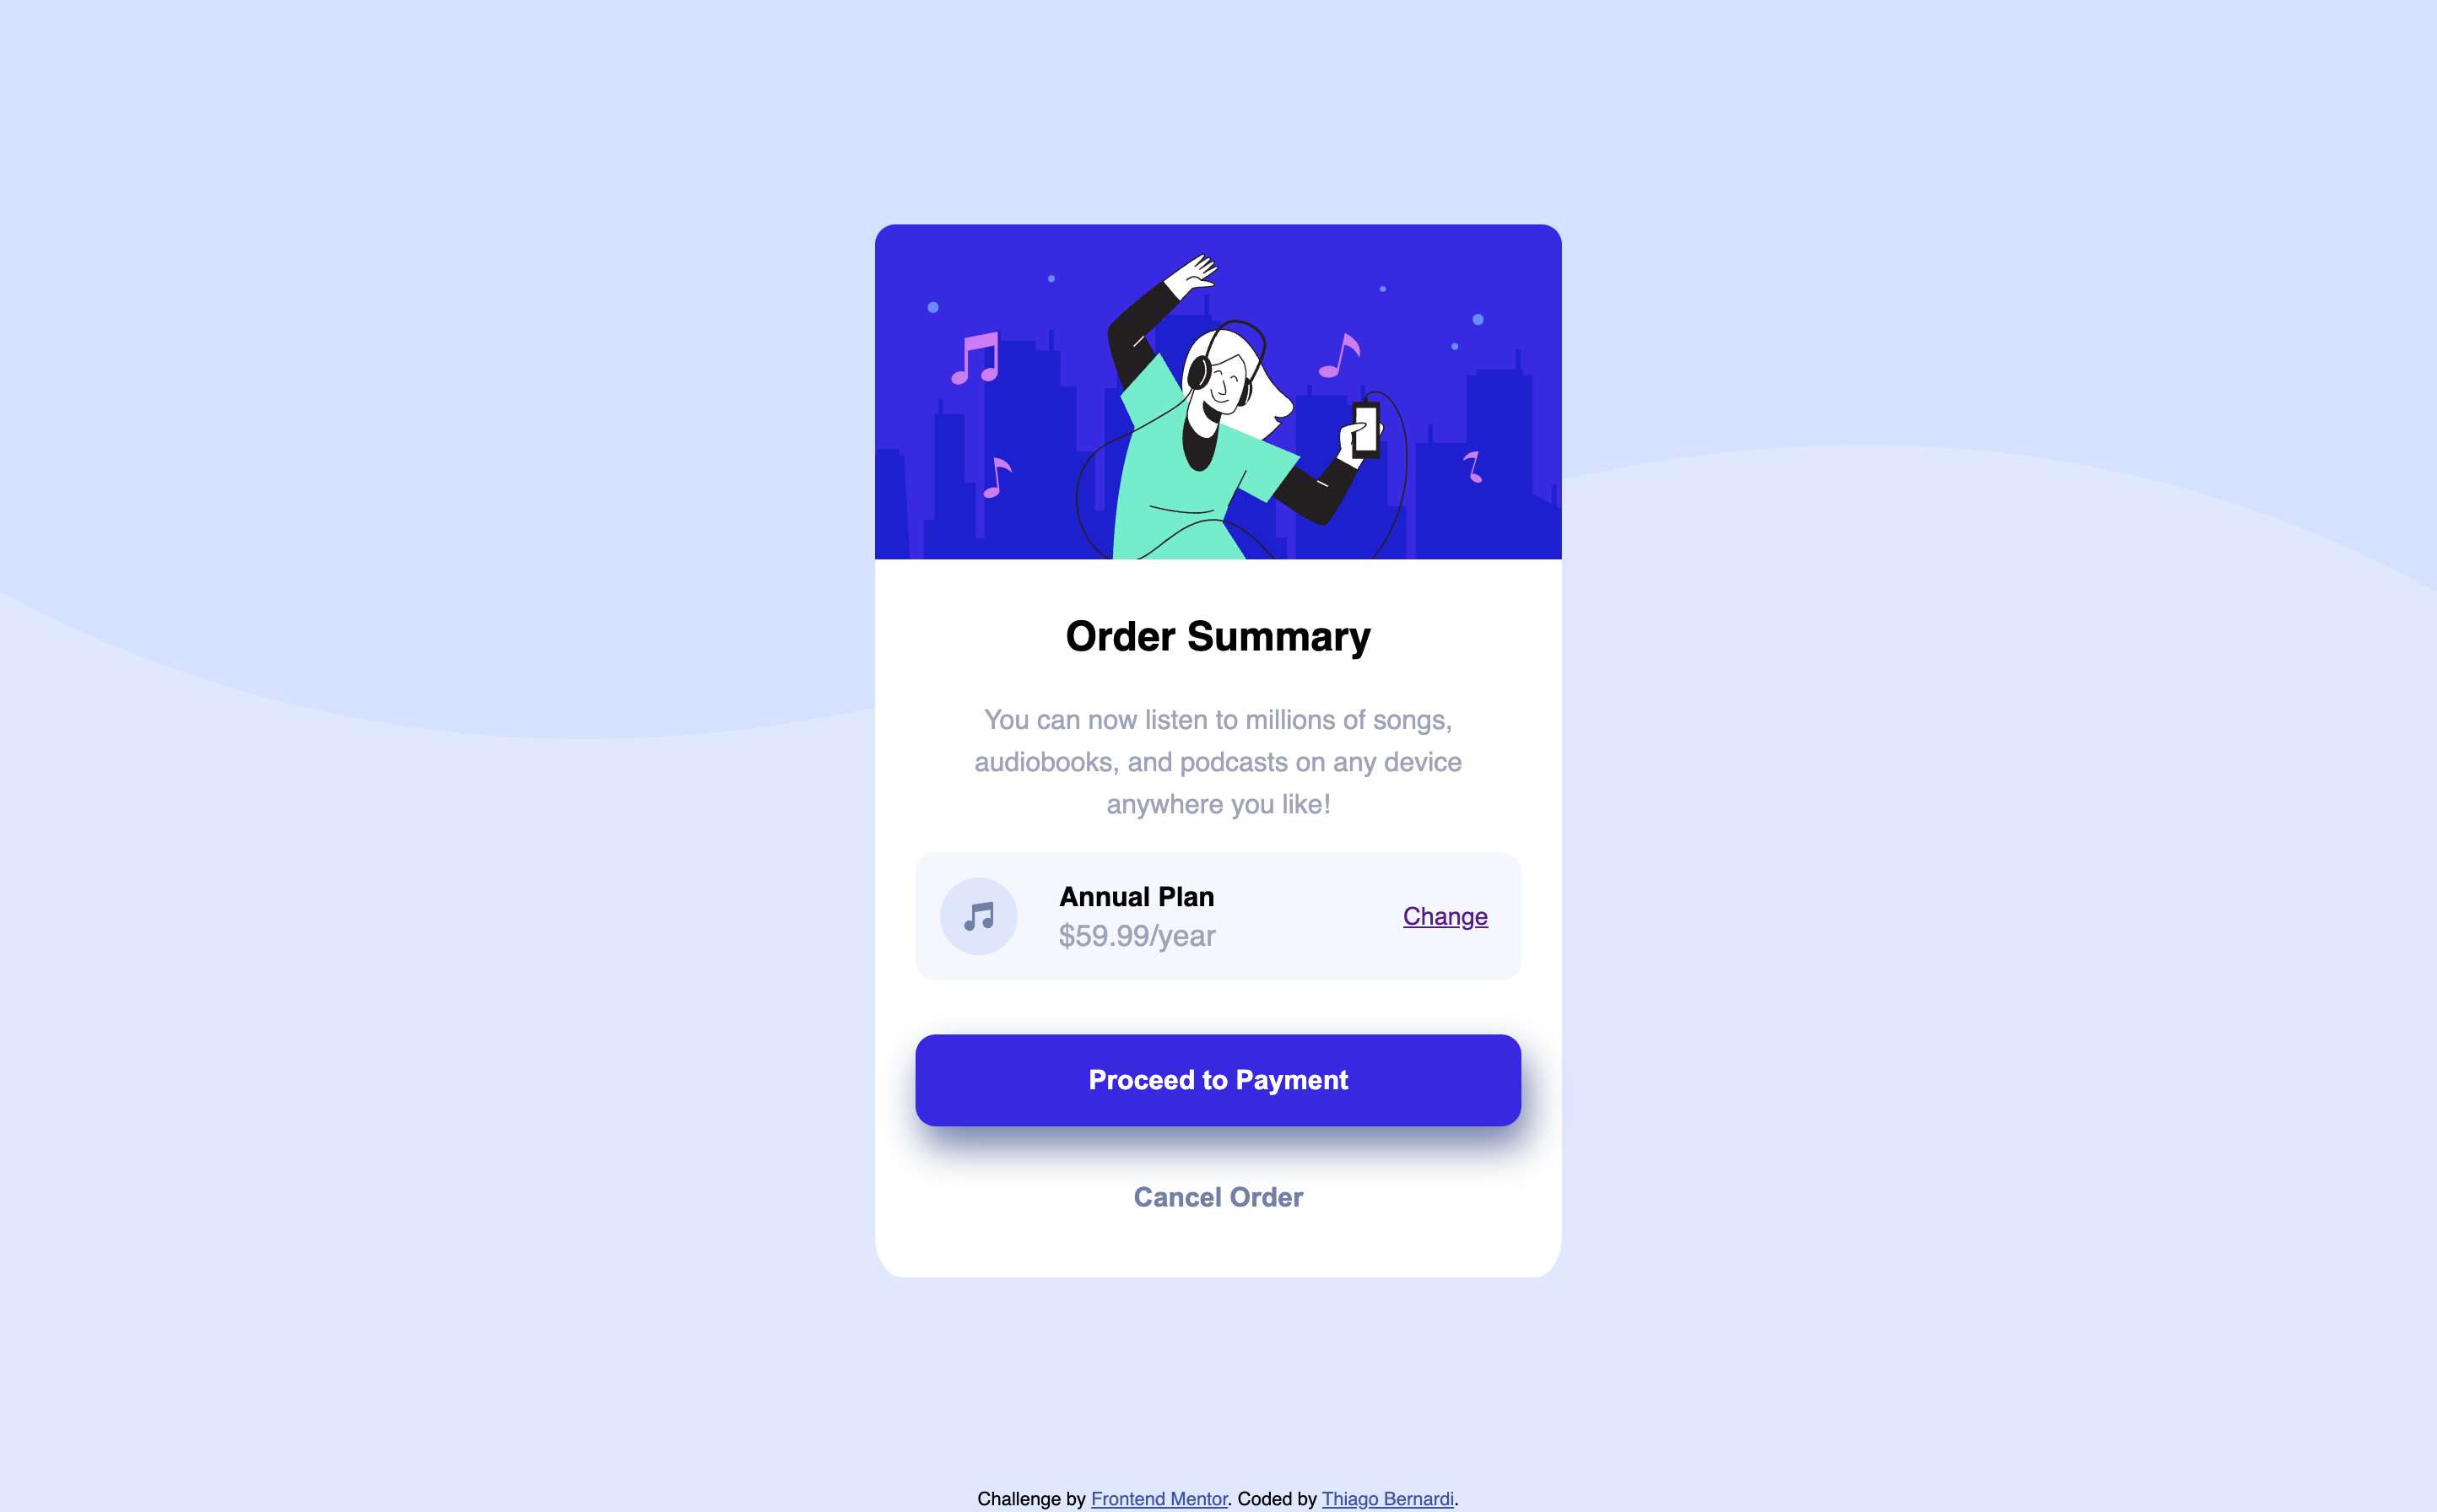 Order Summary
You can now listen to millions of songs,
audiobooks, and podcasts on any device
anywhere you like!
Annual Plan
$59.99/year
Change
Proceed to Payment
Cancel Order
Challenge by Frontend Mentor. Coded by Thiago Bernardi.